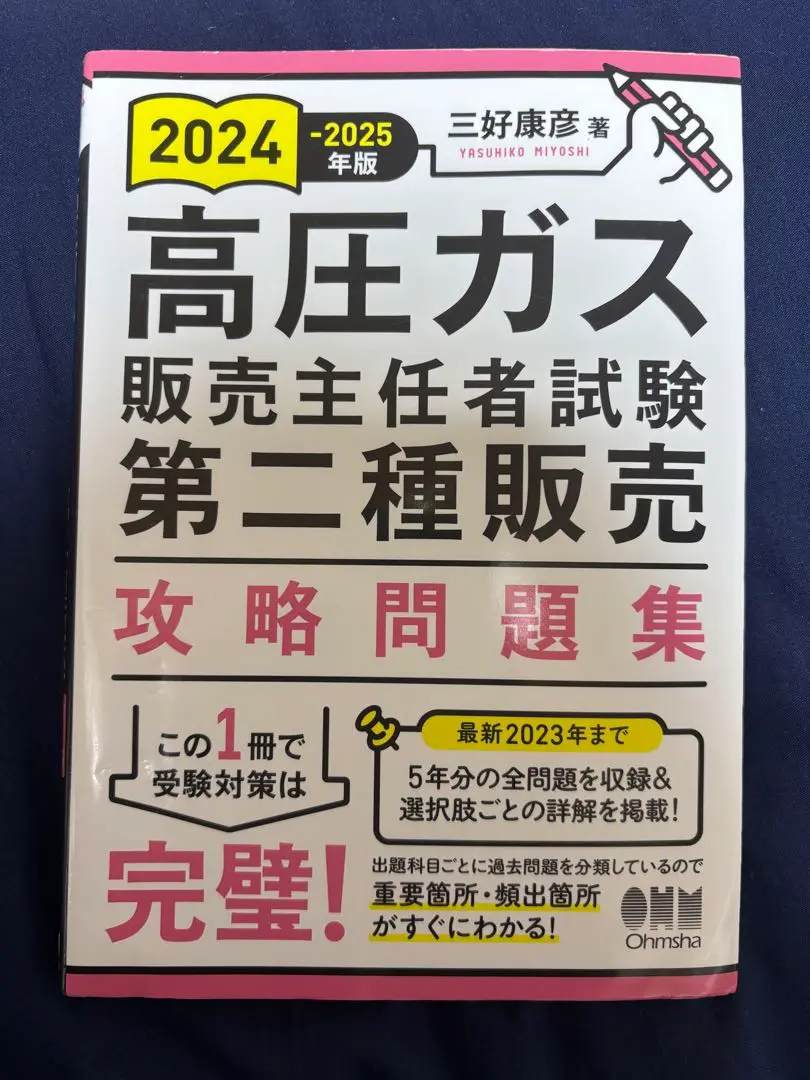 2024
-2025
年版
三好康彦 著
YASUHIKO MIYOSHI
高圧ガス
販売主任者試験
第二種販売
攻略問題集
この1冊で
受験対策は
完璧!
最新2023年まで
5年分の全問題を収録&
選択肢ごとの詳解を掲載!
出題科目ごとに過去問題を分類しているので
重要箇所・頻出箇所
がすぐにわかる!
OHM
Ohmsha